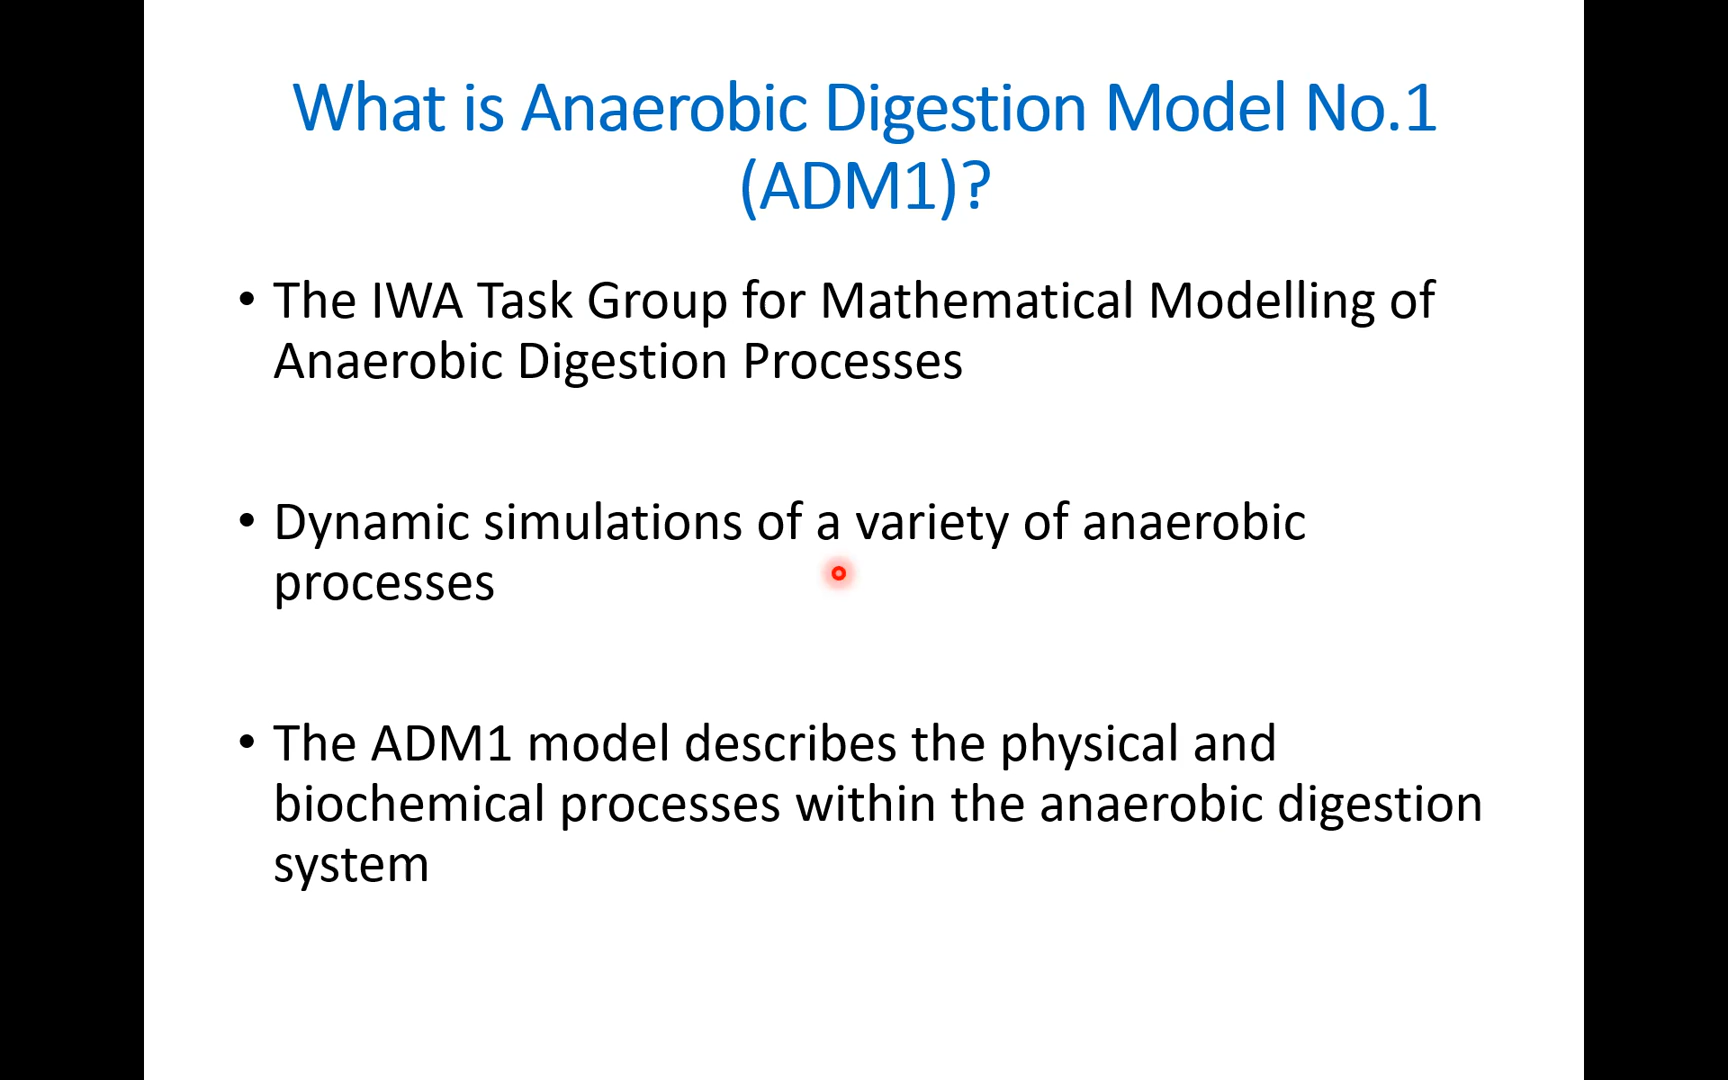 What is Anaerobic Digestion Model No.1
(ADM1)?
• The IWA Task Group for Mathematical Modelling of
Anaerobic Digestion Processes
• Dynamic simulations of a variety of anaerobic
processes
• The ADM1 model describes the physical and
biochemical processes within the anaerobic digestion
system